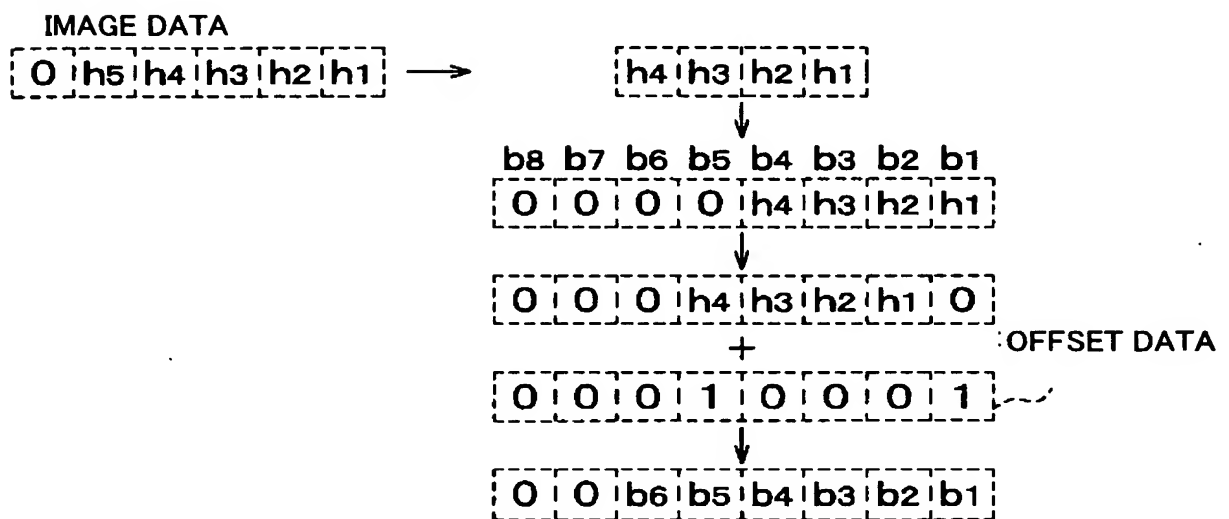 IMAGE DATA
0 h5 h4 h3 h2 h1
h4 h3 h2 h1
b8 b7 b6 b5 b4 b3 b2 b1
0 0 0 0 h4 h3 h2 h1
0 0 0 h4 h3 h2 h1 0
+
OFFSET DATA
0 0 0 1 0 0 0 1
0 0 b6 b5 b4 b3 b2 b1